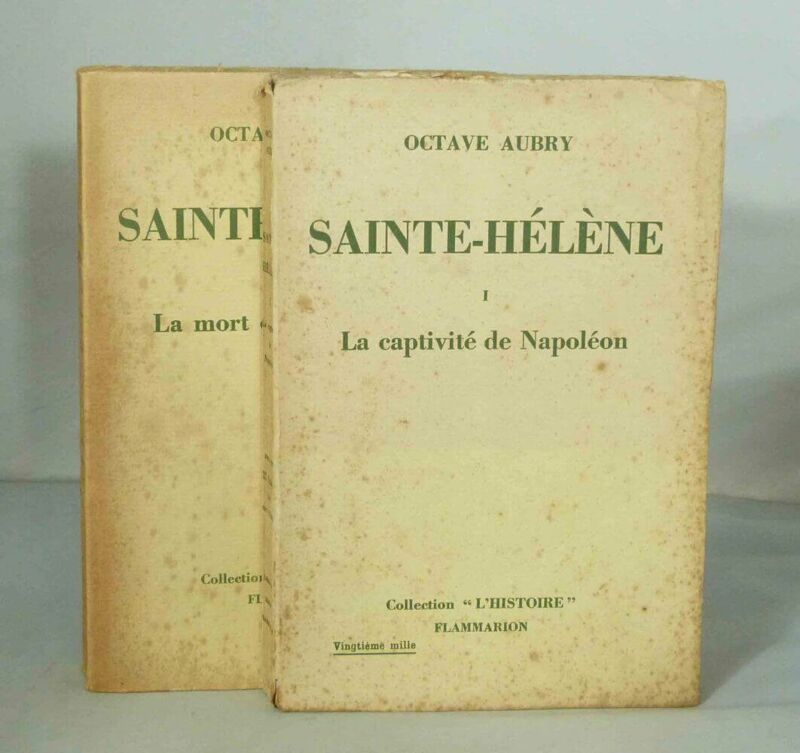 OCTA
SAINTE
La mort
Collection
FL
OCTAVE AUBRY
SAINTE-HÉLÈNE
I
La captivité de Napoléon
Collection “L'HISTOIRE”
FLAMMARION
Vingtième mille